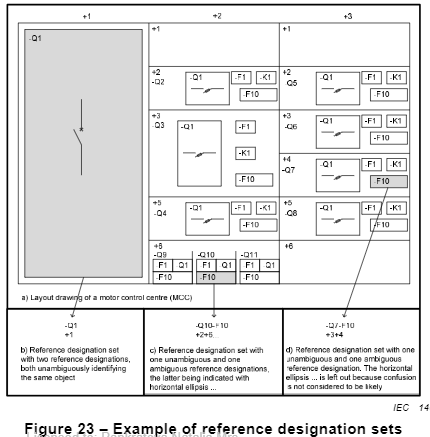 +1 +2 +3
-Q1
+1
+1
+2
-Q2
-Q1
-F1 -K1
-F10
+2
Q5
-Q1
-F1 -K1
-F10
+3
-Q3
-Q1
-F1
-K1
-F10
+3
-Q6
-Q1
-F1 -K1
-F10
+4
-Q7
-Q1
-F1 -K1
F10
+5
-Q4
-Q1
-F1 -K1
-F10
+5
-Q8
-Q1
-F1 -K1
-F10
+6
-Q9 -Q10 -Q11
F1 Q1 F1 Q1 F1 Q1
-F10 -F10 -F10
+6
a) Layout drawing of a motor control centre (MCC)
-Q1
+1
b) Reference designation set
with two reference designations,
both unambiguously identifying
the same object
-Q10-F10
+2+6...
c) Reference designation set with
one unambiguous and one
ambiguous reference designations,
the latter being indicated with
horizontal ellipsis ...
-Q7-F10
+3+4
d) Reference designation set with one
unambiguous and one ambiguous
reference designation. The horizontal
ellipsis ... is left out because confusion
is not considered to be likely
IEC 14
Figure 23 – Example of reference designation sets